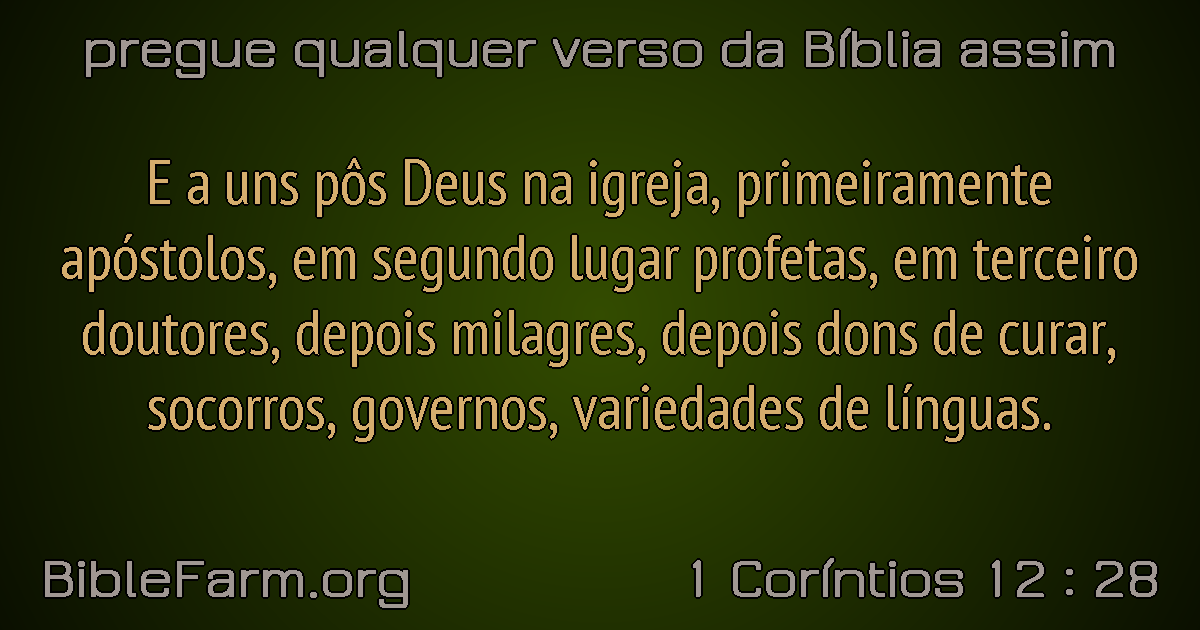 pregue qualquer verso da Bíblia assim
E a uns pôs Deus na igreja, primeiramente
apóstolos, em segundo lugar profetas, em terceiro
doutores, depois milagres, depois dons de curar,
socorros, governos, variedades de línguas.
BibleFarm.org
1 Coríntios 12 : 28